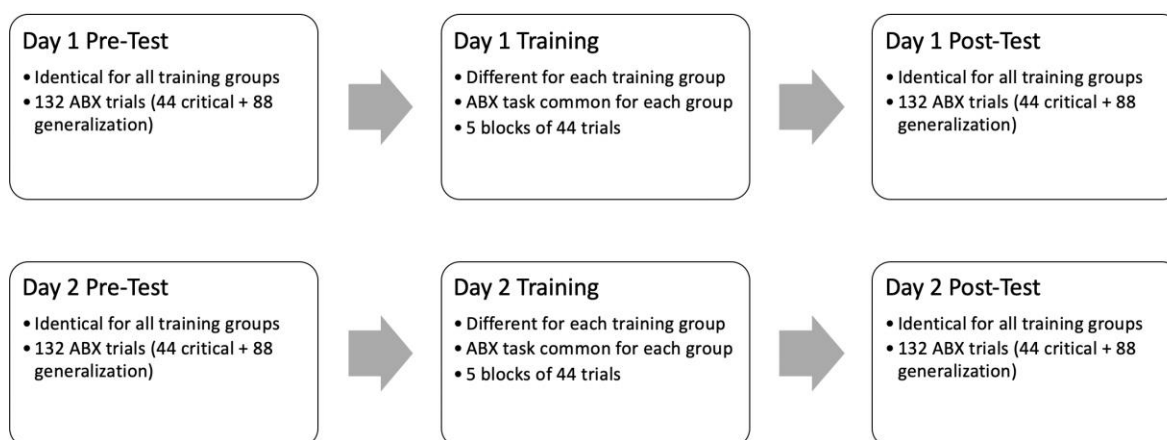 Day 1 Pre-Test
• Identical for all training groups
• 132 ABX trials (44 critical + 88
generalization)
Day 1 Training
• Different for each training group
• ABX task common for each group
• 5 blocks of 44 trials
Day 1 Post-Test
• Identical for all training groups
• 132 ABX trials (44 critical + 88
generalization)
Day 2 Pre-Test
• Identical for all training groups
• 132 ABX trials (44 critical + 88
generalization)
Day 2 Training
• Different for each training group
• ABX task common for each group
• 5 blocks of 44 trials
Day 2 Post-Test
• Identical for all training groups
• 132 ABX trials (44 critical + 88
generalization)